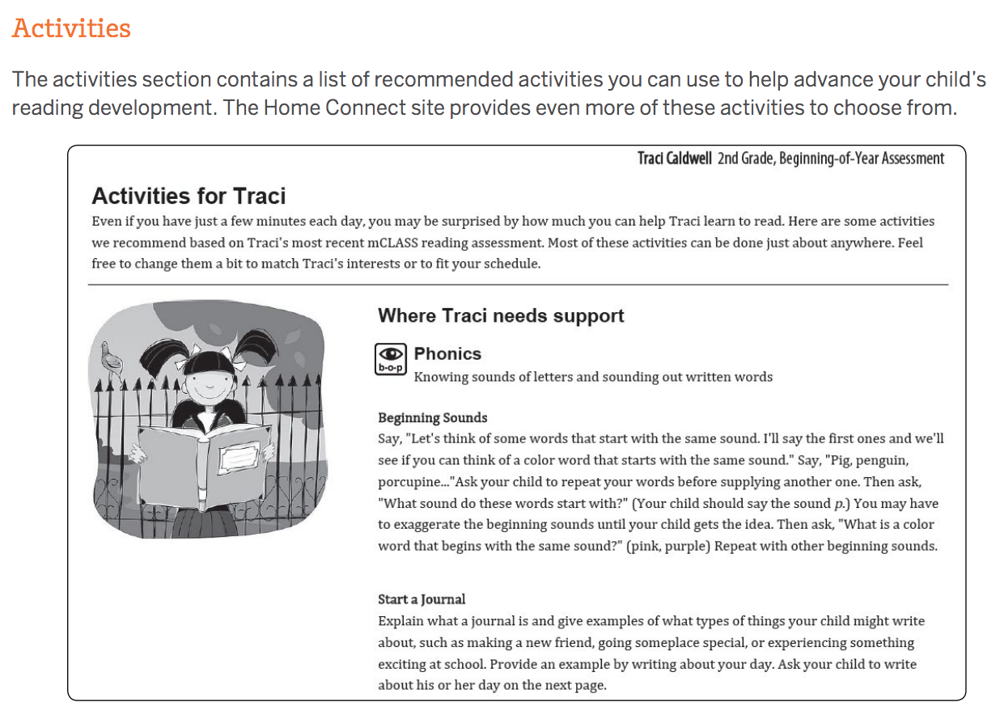 Activities
The activities section contains a list of recommended activities you can use to help advance your child's
reading development. The Home Connect site provides even more of these activities to choose from.
Traci Caldwell 2nd Grade, Beginning-of-Year Assessment
Activities for Traci
Even if you have just a few minutes each day, you may be surprised by how much you can help Traci learn to read. Here are some activities
we recommend based on Traci's most recent mCLASS reading assessment. Most of these activities can be done just about anywhere. Feel
free to change them a bit to match Traci's interests or to fit your schedule.
Where Traci needs support
b-o-p
Phonics
Knowing sounds of letters and sounding out written words
Beginning Sounds
Say, "Let's think of some words that start with the same sound. I'll say the first ones and we'll
see if you can think of a color word that starts with the same sound." Say, "Pig, penguin,
porcupine..."Ask your child to repeat your words before supplying another one. Then ask,
"What sound do these words start with?" (Your child should say the sound p.) You may have
to exaggerate the beginning sounds until your child gets the idea. Then ask, "What is a color
word that begins with the same sound?" (pink, purple) Repeat with other beginning sounds.
Start a Journal
Explain what a journal is and give examples of what types of things your child might write
about, such as making a new friend, going someplace special, or experiencing something
exciting at school. Provide an example by writing about your day. Ask your child to write
about his or her day on the next page.